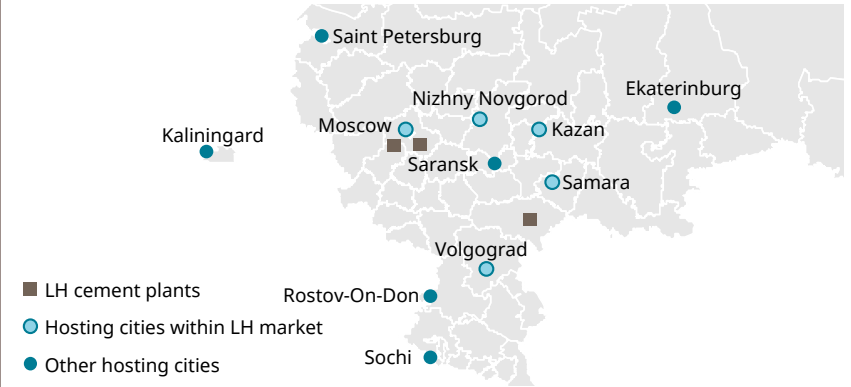 Saint Petersburg
Ekaterinburg
Nizhny Novgorod
Moscow
Kazan
Kaliningard
Saransk
Samara
Volgograd
LH cement plants
Rostov-On-Don
Hosting cities within LH market
Sochi
Other hosting cities